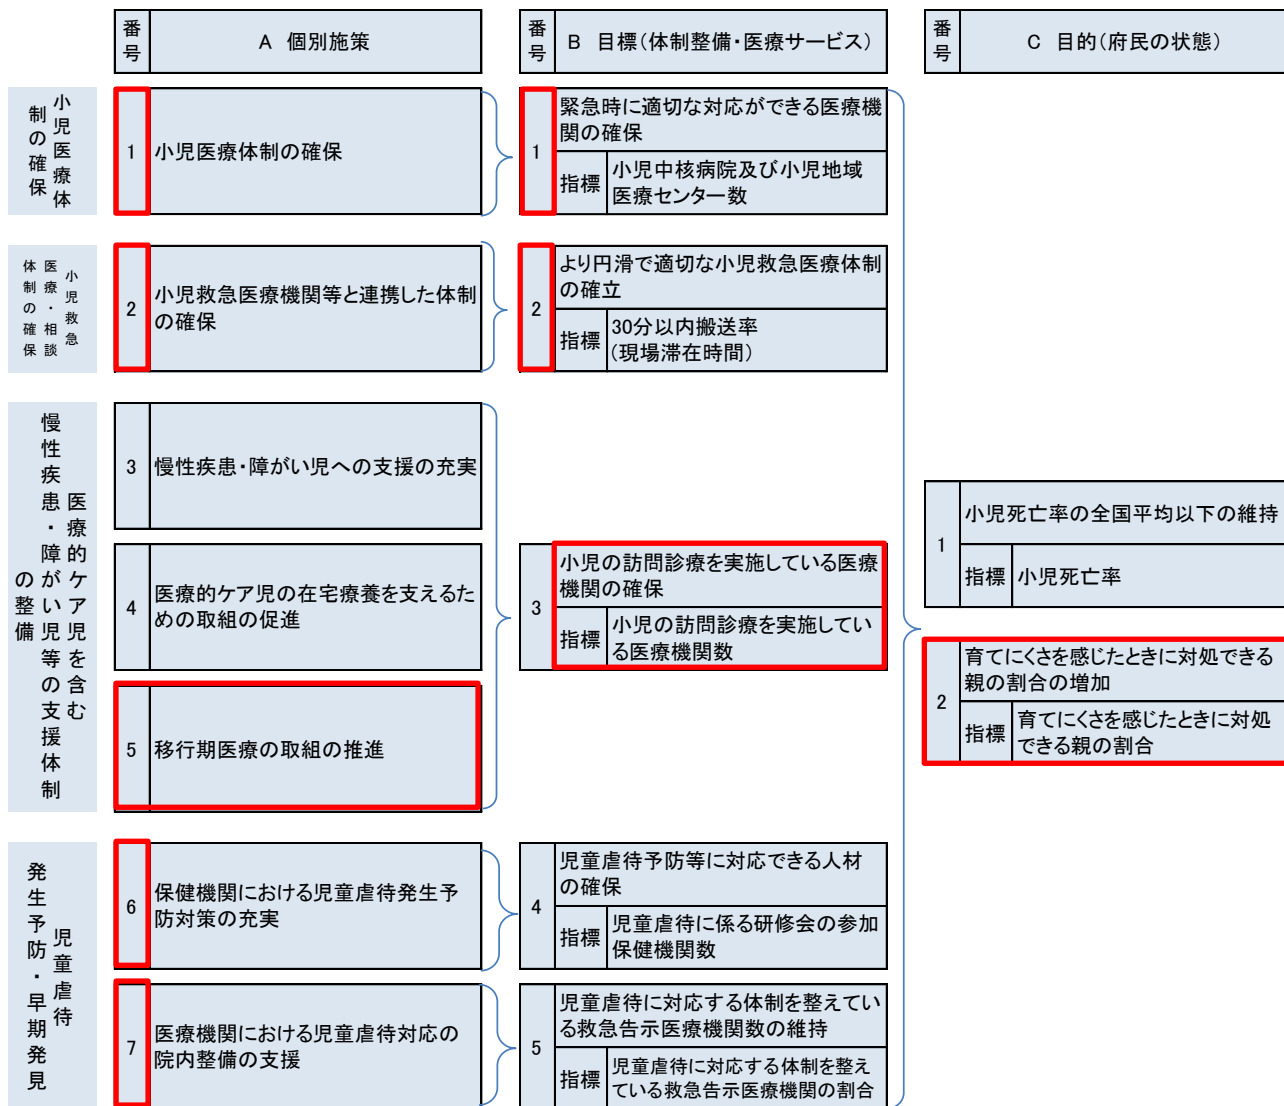 番号
A 個別施策
番号
B 目標(体制整備・医療サービス)
番号
C 目的(府民の状態)
小児医療体制の確保
1
小児医療体制の確保
1
緊急時に適切な対応ができる医療機
関の確保
指標
小児中核病院及び小児地域
医療センター数
小児救急医療・相談体制の確保
2
小児救急医療機関等と連携した体制
の確保
2
より円滑で適切な小児救急医療体制
の確立
指標
30分以内搬送率
(現場滞在時間)
医療的ケア児を含む
慢性疾患・障がい児等の支援体制
の整備
3
慢性疾患・障がい児への支援の充実
4
医療的ケア児の在宅療養を支えるた
めの取組の促進
5
移行期医療の取組の推進
3
小児の訪問診療を実施している医療
機関の確保
指標
小児の訪問診療を実施してい
る医療機関数
児童虐待
発生予防・早期発見
6
保健機関における児童虐待発生予
防対策の充実
4
児童虐待予防等に対応できる人材
の確保
指標
児童虐待に係る研修会の参加
保健機関数
7
医療機関における児童虐待対応の
院内整備の支援
5
児童虐待に対応する体制を整えてい
る救急告示医療機関数の維持
指標
児童虐待に対応する体制を整え
ている救急告示医療機関の割合
1
小児死亡率の全国平均以下の維持
指標
小児死亡率
2
育てにくさを感じたときに対処できる
親の割合の増加
指標
育てにくさを感じたときに対処
できる親の割合